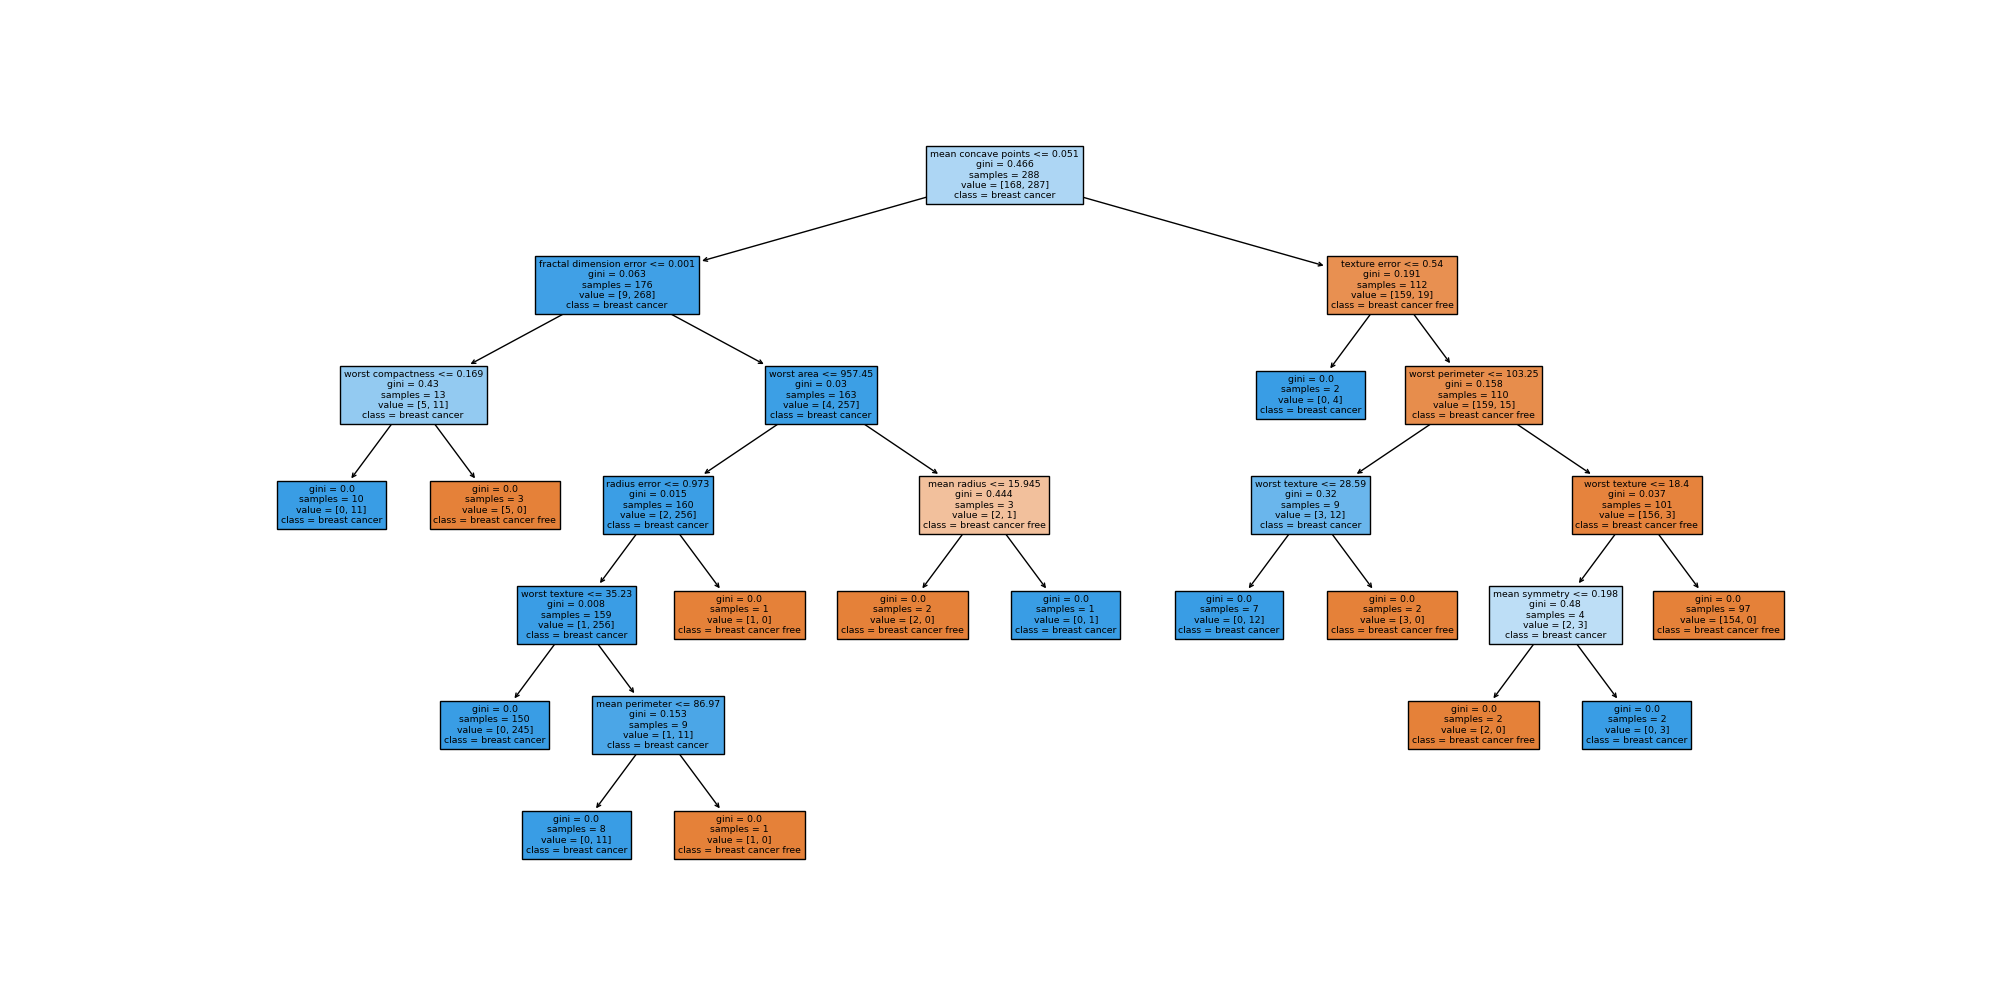 mean concave points <= 0.051
gini = 0.466
samples = 288
value = [168, 287]
class = breast cancer
fractal dimension error <= 0.001
gini = 0.063
samples = 176
value = [9, 268]
class = breast cancer
texture error <= 0.54
gini = 0.191
samples = 112
value = [159, 19]
class = breast cancer free
worst compactness <= 0.169
gini = 0.43
samples = 13
value = [5, 11]
class = breast cancer
worst area <= 957.45
gini = 0.03
samples = 163
value = [4, 257]
class = breast cancer
gini = 0.0
samples = 2
value = [0, 4]
class = breast cancer
worst perimeter <= 103.25
gini = 0.158
samples = 110
value = [159, 15]
class = breast cancer free
gini = 0.0
samples = 10
value = [0, 11]
class = breast cancer
gini = 0.0
samples = 3
value = [5, 0]
class = breast cancer free
radius error <= 0.973
gini = 0.015
samples = 160
value = [2, 256]
class = breast cancer
mean radius <= 15.945
gini = 0.444
samples = 3
value = [2, 1]
class = breast cancer free
worst texture <= 28.59
gini = 0.32
samples = 9
value = [3, 12]
class = breast cancer
worst texture <= 18.4
gini = 0.037
samples = 101
value = [156, 3]
class = breast cancer free
worst texture <= 35.23
gini = 0.008
samples = 159
value = [1, 256]
class = breast cancer
gini = 0.0
samples = 1
value = [1, 0]
class = breast cancer free
gini = 0.0
samples = 2
value = [2, 0]
class = breast cancer free
gini = 0.0
samples = 1
value = [0, 1]
class = breast cancer
gini = 0.0
samples = 7
value = [0, 12]
class = breast cancer
gini = 0.0
samples = 2
value = [3, 0]
class = breast cancer free
mean symmetry <= 0.198
gini = 0.48
samples = 4
value = [2, 3]
class = breast cancer
gini = 0.0
samples = 97
value = [154, 0]
class = breast cancer free
gini = 0.0
samples = 150
value = [0, 245]
class = breast cancer
mean perimeter <= 86.97
gini = 0.153
samples = 9
value = [1, 11]
class = breast cancer
gini = 0.0
samples = 2
value = [2, 0]
class = breast cancer free
gini = 0.0
samples = 2
value = [0, 3]
class = breast cancer
gini = 0.0
samples = 8
value = [0, 11]
class = breast cancer
gini = 0.0
samples = 1
value = [1, 0]
class = breast cancer free